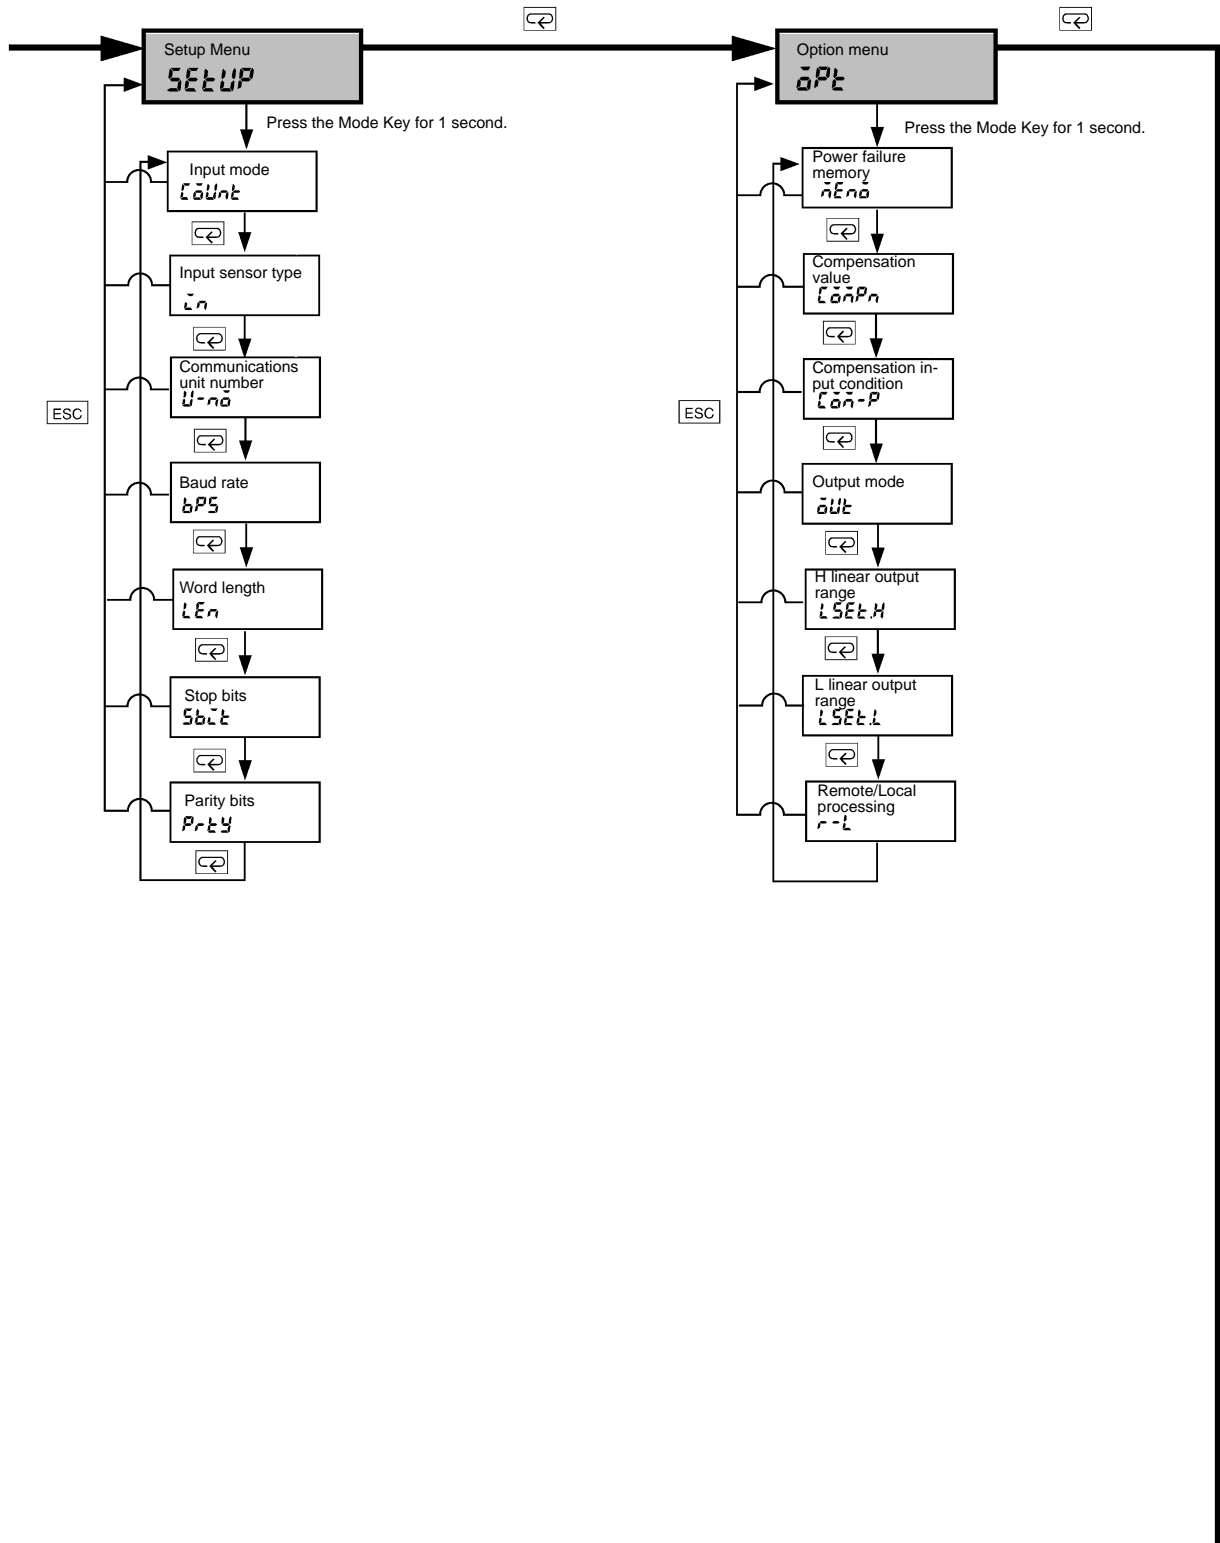 Setup Menu
SEtUP
Press the Mode Key for 1 second.
Input mode
CoUnt
Input sensor type
in
Communications
unit number
U-no
Baud rate
bPS
Word length
LEn
Stop bits
Sbit
Parity bits
PrtY
ESC
Option menu
oPt
Press the Mode Key for 1 second.
Power failure
memory
mEmo
Compensation
value
ComPn
Compensation in-
put condition
Com-P
Output mode
oUt
H linear output
range
LSEt.H
L linear output
range
LSEt.L
Remote/Local
processing
r-L
ESC